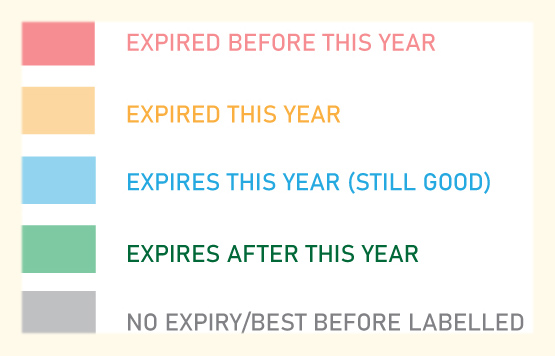 EXPIRED BEFORE THIS YEAR
EXPIRED THIS YEAR
EXPIRES THIS YEAR (STILL GOOD)
EXPIRES AFTER THIS YEAR
NO EXPIRY/BEST BEFORE LABELLED